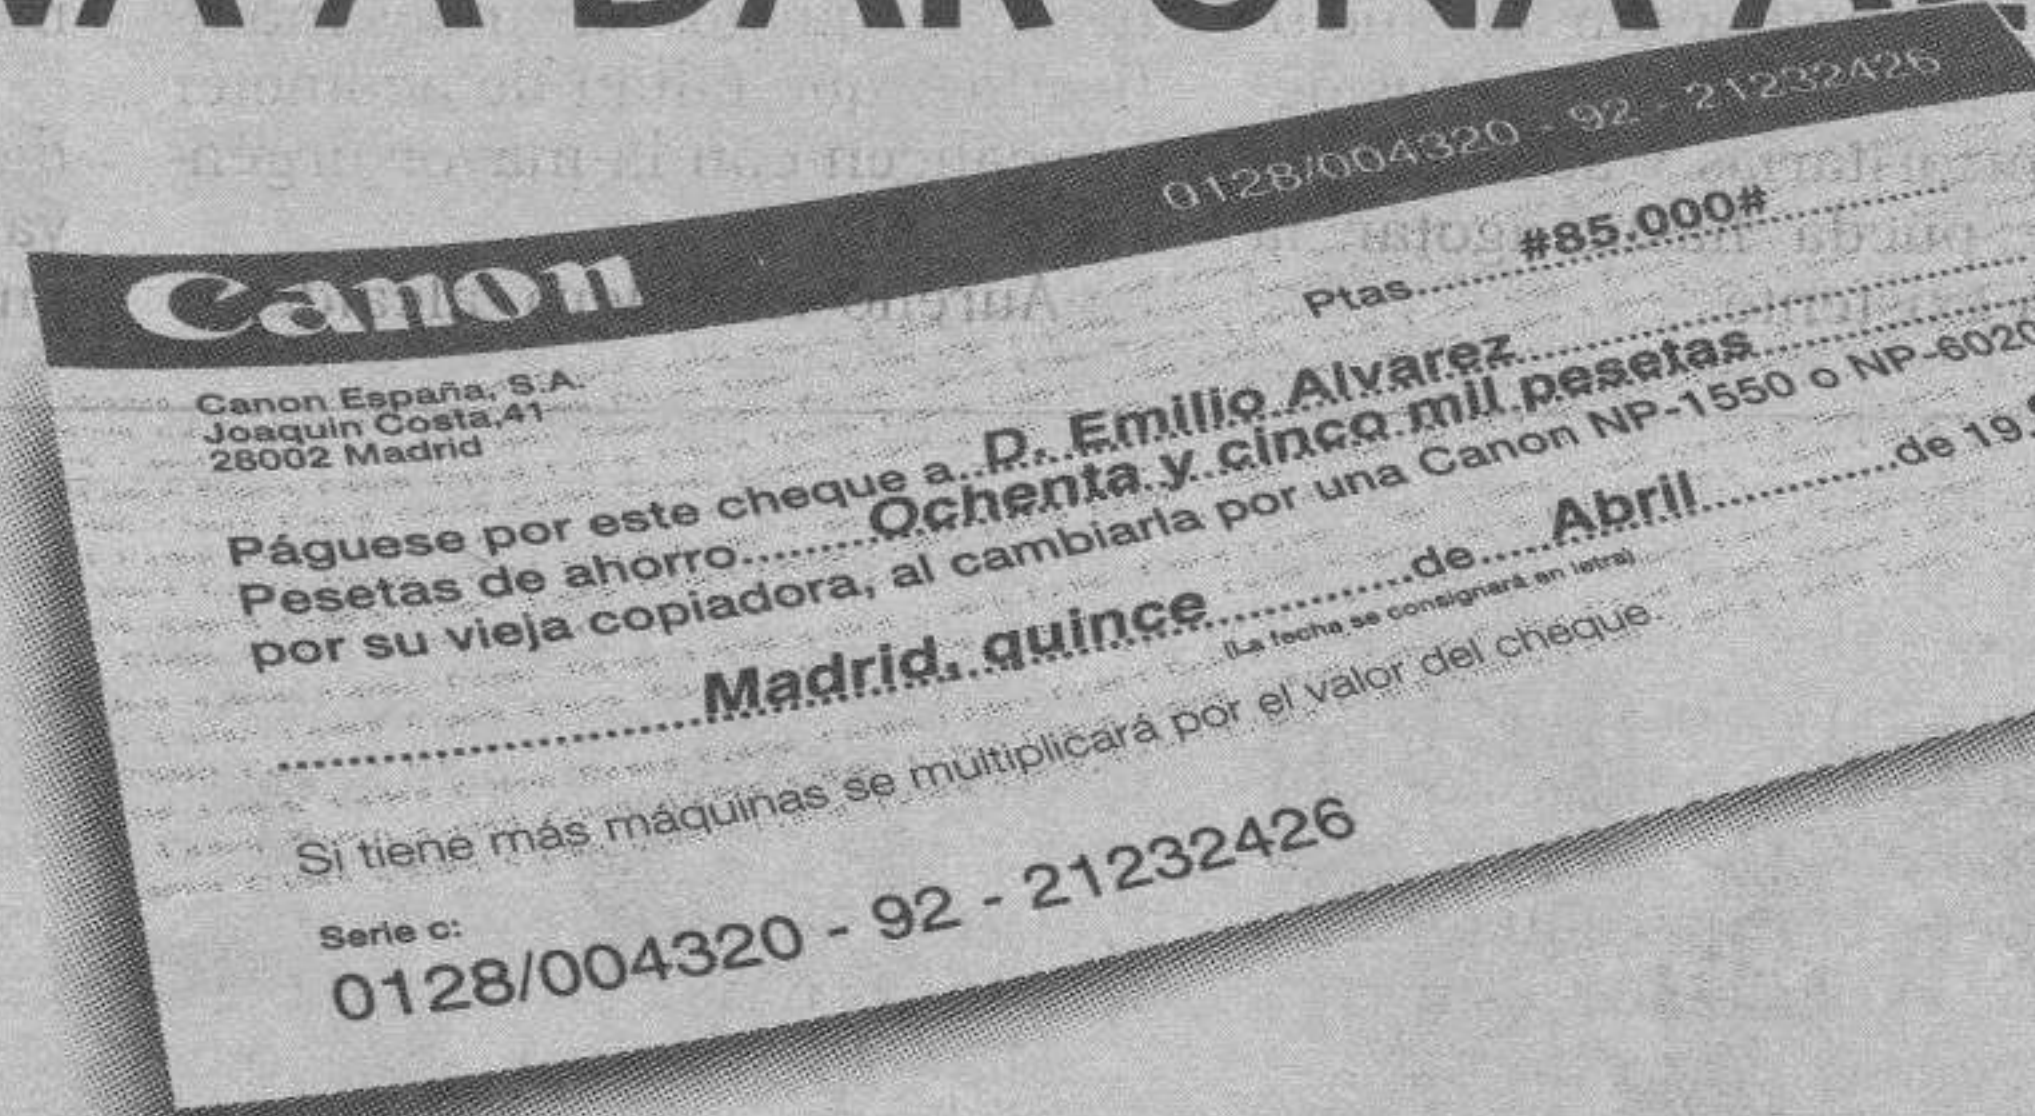 VA A DAR UNA
0128/004320 - 92 - 21232426
Canon
Ptas.....#85.000#.....
Canon España, S.A.
Joaquin Costa,41
28002 Madrid
Páguese por este cheque a..D. Emilio Alvarez.....
Pesetas de ahorro.........Ochenta y cinco mil pesetas.....
por su vieja copiadora, al cambiarla por una Canon NP-1550 o NP-6020
.....Madrid, quince.....de.....Abril.....de 19.
(La fecha se consignará en letra)
Si tiene más máquinas se multiplicará por el valor del cheque.
Serie c:
0128/004320 - 92 - 21232426